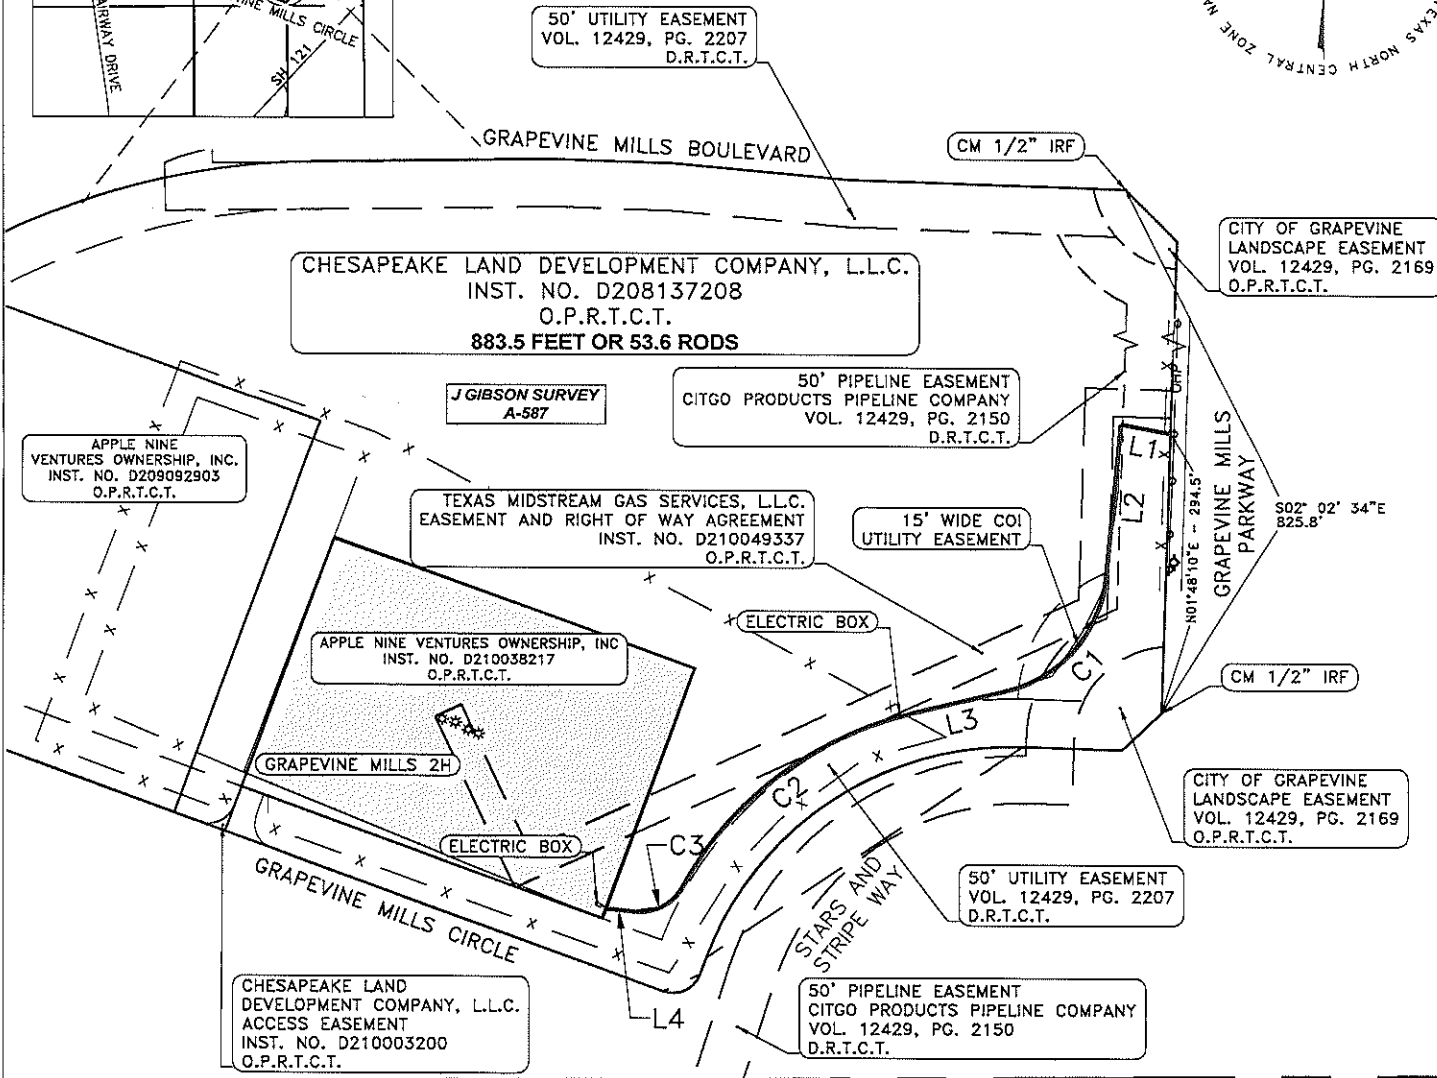 AIRWAY DRIVE
NE MILLS CIRCLE
SH 121
TEXAS NORTH CENTRAL ZONE NA
50' UTILITY EASEMENT
VOL. 12429, PG. 2207
D.R.T.C.T.
GRAPEVINE MILLS BOULEVARD
CM 1/2" IRF
CITY OF GRAPEVINE
LANDSCAPE EASEMENT
VOL. 12429, PG. 2169
O.P.R.T.C.T.
CHESAPEAKE LAND DEVELOPMENT COMPANY, L.L.C.
INST. NO. D208137208
O.P.R.T.C.T.
883.5 FEET OR 53.6 RODS
J GIBSON SURVEY
A-587
50' PIPELINE EASEMENT
CITGO PRODUCTS PIPELINE COMPANY
VOL. 12429, PG. 2150
D.R.T.C.T.
OHP
APPLE NINE
VENTURES OWNERSHIP, INC.
INST. NO. D209092903
O.P.R.T.C.T.
L1
L2
TEXAS MIDSTREAM GAS SERVICES, L.L.C.
EASEMENT AND RIGHT OF WAY AGREEMENT
INST. NO. D210049337
O.P.R.T.C.T.
15' WIDE COI
UTILITY EASEMENT
N01°48'10"E - 294.5'
GRAPEVINE MILLS
PARKWAY
S02° 02' 34"E
825.8'
ELECTRIC BOX
APPLE NINE VENTURES OWNERSHIP, INC
INST. NO. D210038217
O.P.R.T.C.T.
C1
CM 1/2" IRF
L3
GRAPEVINE MILLS 2H
C2
CITY OF GRAPEVINE
LANDSCAPE EASEMENT
VOL. 12429, PG. 2169
O.P.R.T.C.T.
ELECTRIC BOX
C3
GRAPEVINE MILLS CIRCLE
STARS AND
STRIPE WAY
50' UTILITY EASEMENT
VOL. 12429, PG. 2207
D.R.T.C.T.
CHESAPEAKE LAND
DEVELOPMENT COMPANY, L.L.C.
ACCESS EASEMENT
INST. NO. D210003200
O.P.R.T.C.T.
L4
50' PIPELINE EASEMENT
CITGO PRODUCTS PIPELINE COMPANY
VOL. 12429, PG. 2150
D.R.T.C.T.